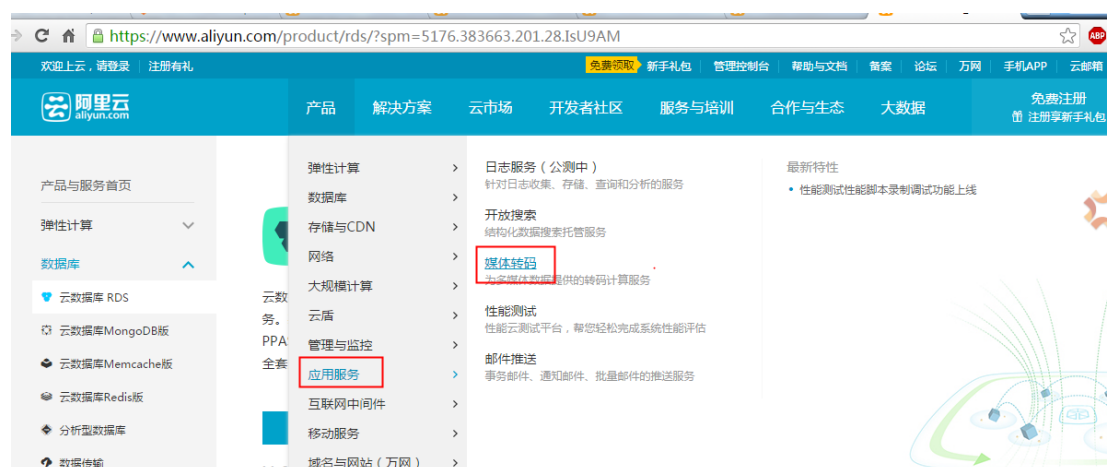 https://www.aliyun.com/product/rds/?spm=5176.383663.201.28.IsU9AM
ABP
欢迎上云，请登录 注册有礼 免费领取 新手礼包 管理控制台 帮助与文档 备案 论坛 万网 手机APP 云邮箱
阿里云
aliyun.com
产品 解决方案 云市场 开发者社区 服务与培训 合作与生态 大数据
免费注册
注册享新手礼包
产品与服务首页
弹性计算
数据库
云数据库 RDS
云数据库MongoDB版
云数据库Memcache版
云数据库Redis版
分析型数据库
数据传输
云数
务。
PPA
全套
弹性计算
数据库
存储与CDN
网络
大规模计算
云盾
管理与监控
应用服务
互联网中间件
移动服务
域名与网站（万网）
日志服务（公测中）
针对日志收集、存储、查询和分析的服务
开放搜索
结构化数据搜索托管服务
媒体转码
为多媒体数据提供的转码计算服务
性能测试
性能云测试平台，帮您轻松完成系统性能评估
邮件推送
事务邮件、通知邮件、批量邮件的推送服务
最新特性
• 性能测试性能脚本录制调试功能上线